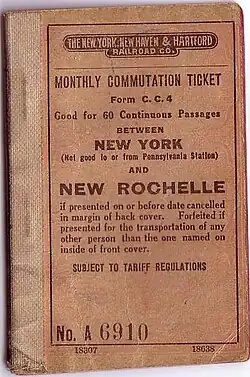 THE NEW YORK, NEW HAVEN & HARTFORD
RAILROAD CO.
MONTHLY COMMUTATION TICKET
Form C. C. 4
Good for 60 Continuous Passages
BETWEEN
NEW YORK
(Not good to or from Pennsylvania Station)
AND
NEW ROCHELLE
if presented on or before date cancelled
in margin of back cover. Forfeited if
presented for the transportation of any
other person than the one named on
inside of front cover.
SUBJECT TO TARIFF REGULATIONS
No. A 6910
18307 18638